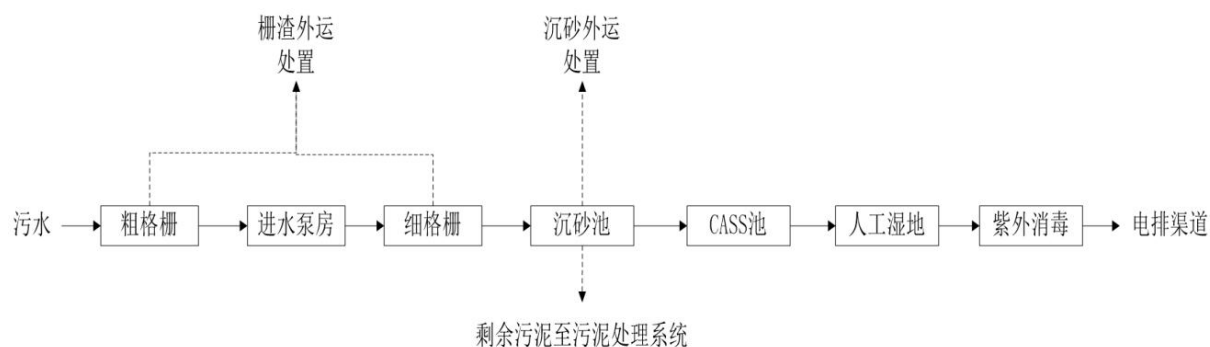 栅渣外运
处置
沉砂外运
处置
污水
粗格栅
进水泵房
细格栅
沉砂池
CASS池
人工湿地
紫外消毒
电排渠道
剩余污泥至污泥处理系统